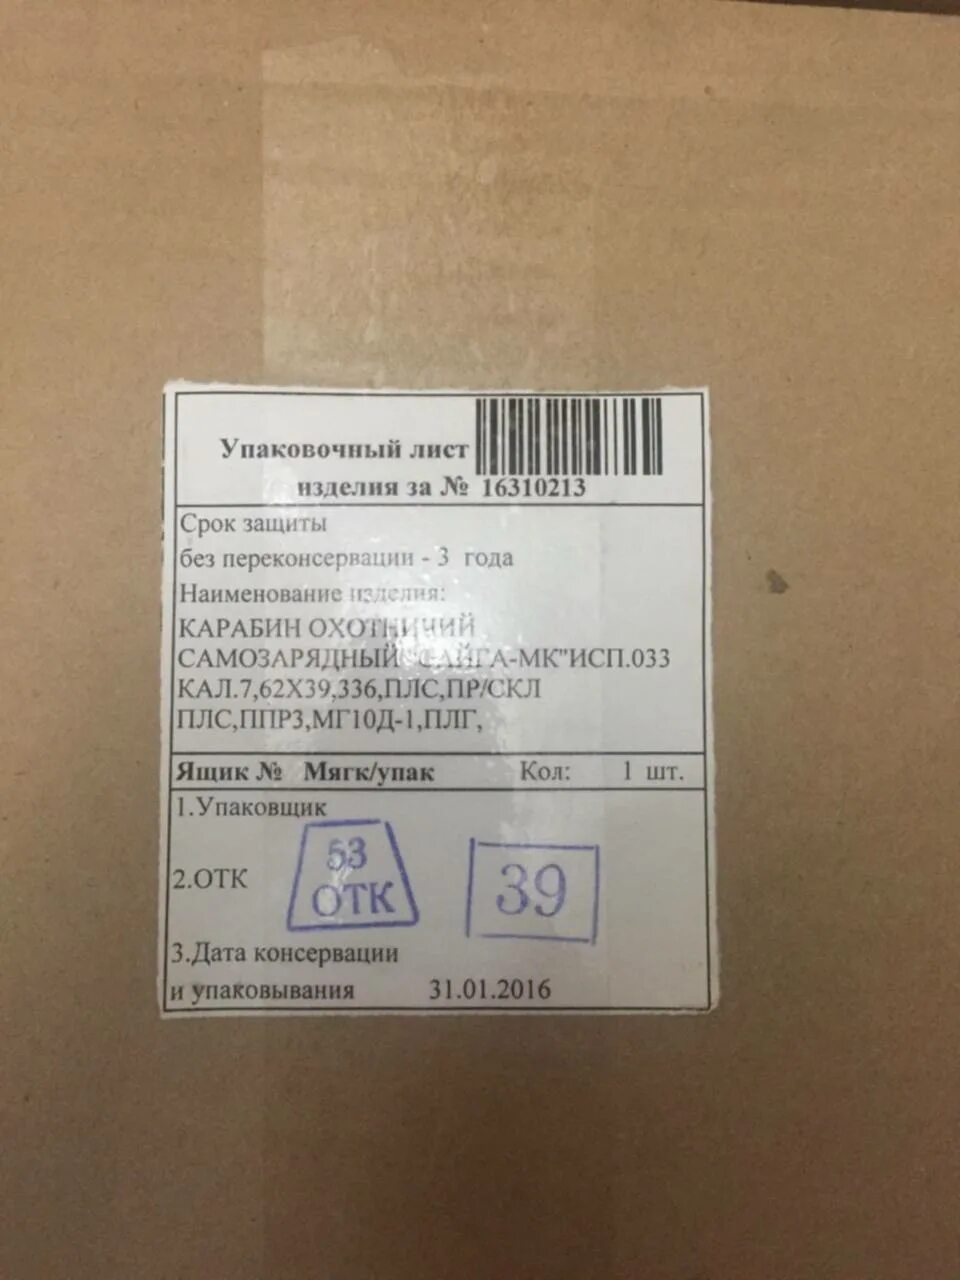 Упаковочный лист
изделия за № 16310213
Срок защиты
без переконсервации - 3 года
Наименование изделия:
КАРАБИН ОХОТНИЧИЙ
САМОЗАРЯДНЫЙ "САЙГА-МК"ИСП.033
КАЛ.7,62Х39,336,ПЛС,ПР/СКЛ
ПЛС,ППР3,МГ10Д-1,ПЛГ,
Ящик № Мягк/упак Кол: 1 шт.
1.Упаковщик
53
2.ОТК
ОТК
39
3.Дата консервации
и упаковывания 31.01.2016